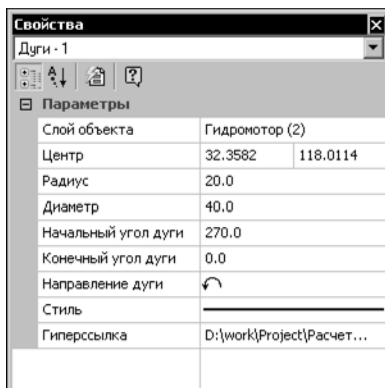 Свойства
Дуги - 1
Параметры
Слой объекта Гидромотор (2)
Центр 32.3582 118.0114
Радиус 20.0
Диаметр 40.0
Начальный угол дуги 270.0
Конечный угол дуги 0.0
Направление дуги
Стиль
Гиперссылка D:\work\Project\Расчет...